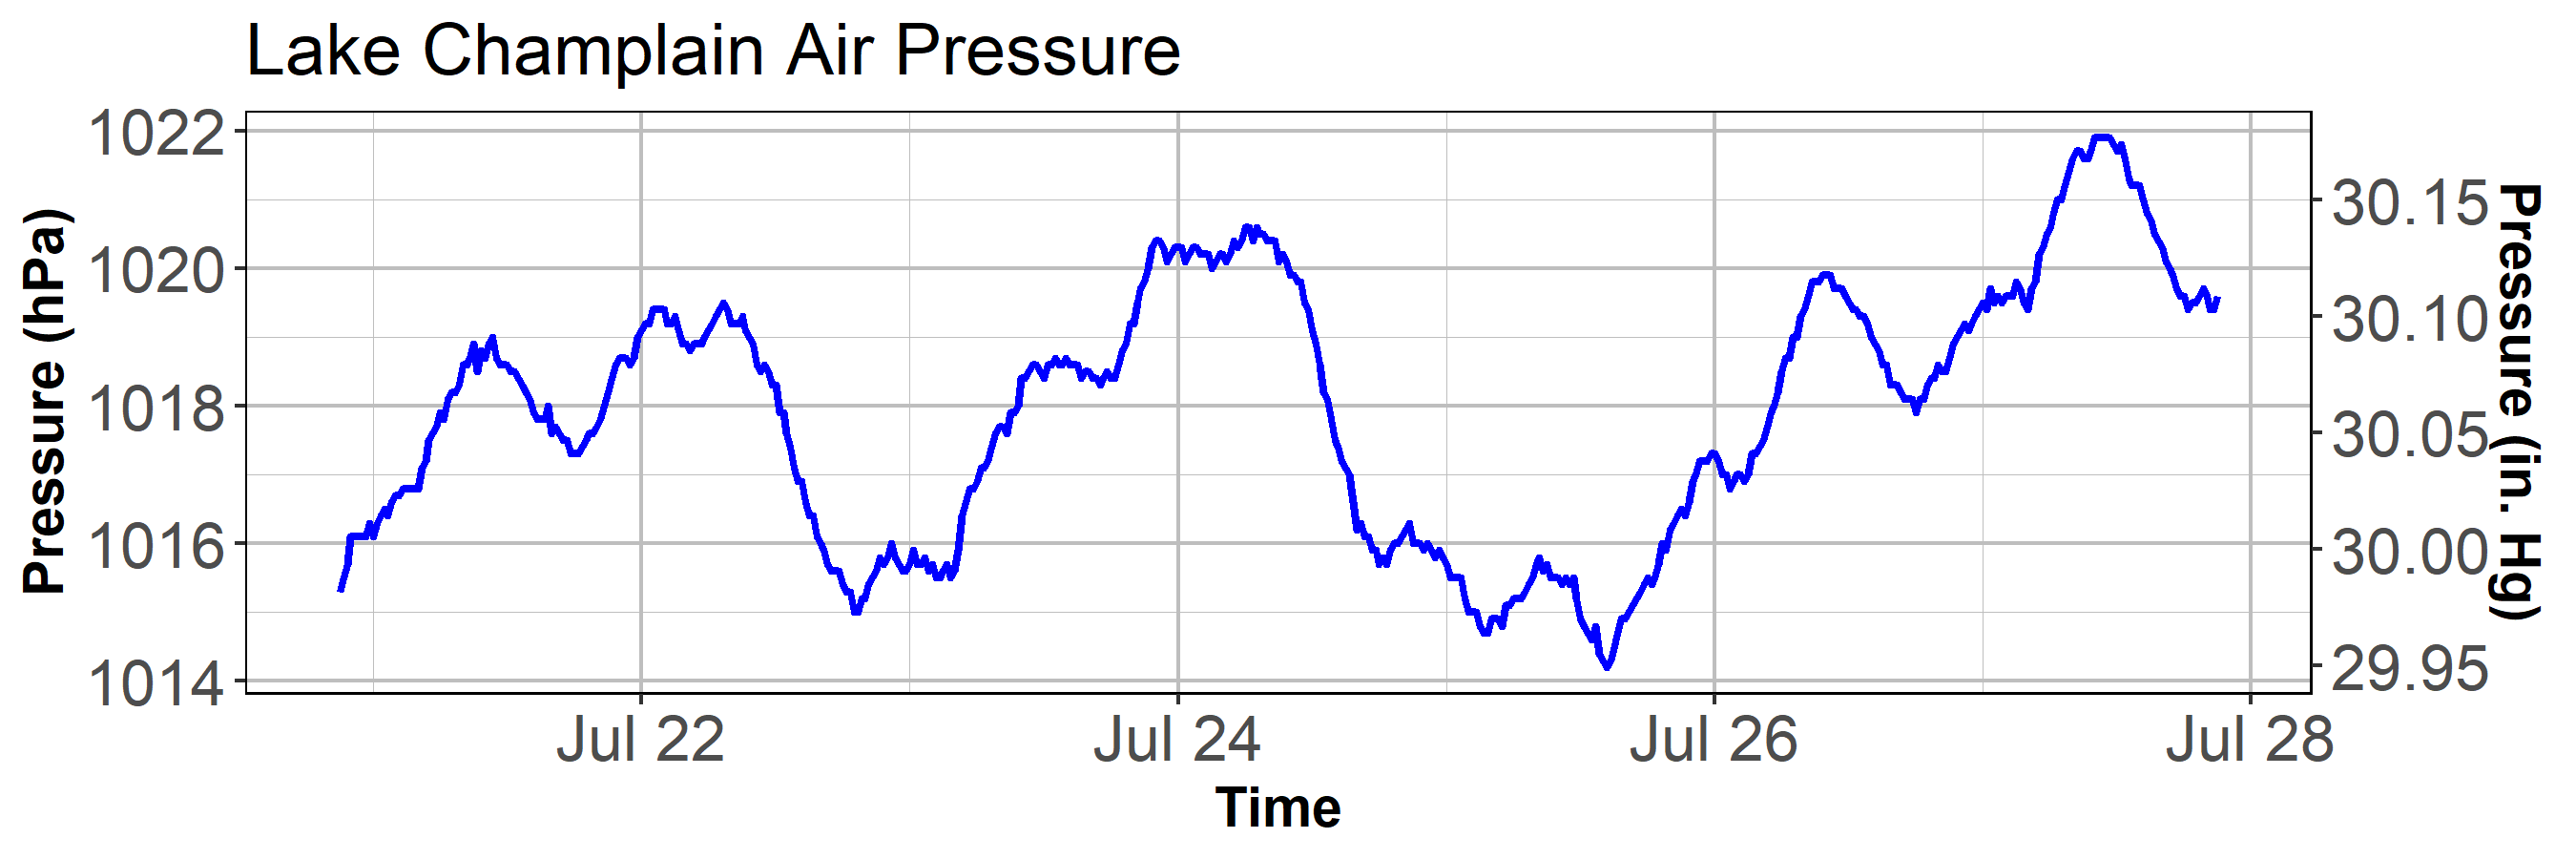 Lake Champlain Air Pressure
Pressure (hPa)
1022
1020
1018
1016
1014
30.15
30.10
30.05
30.00
29.95
Pressure (in. Hg)
Jul 22
Jul 24
Jul 26
Jul 28
Time